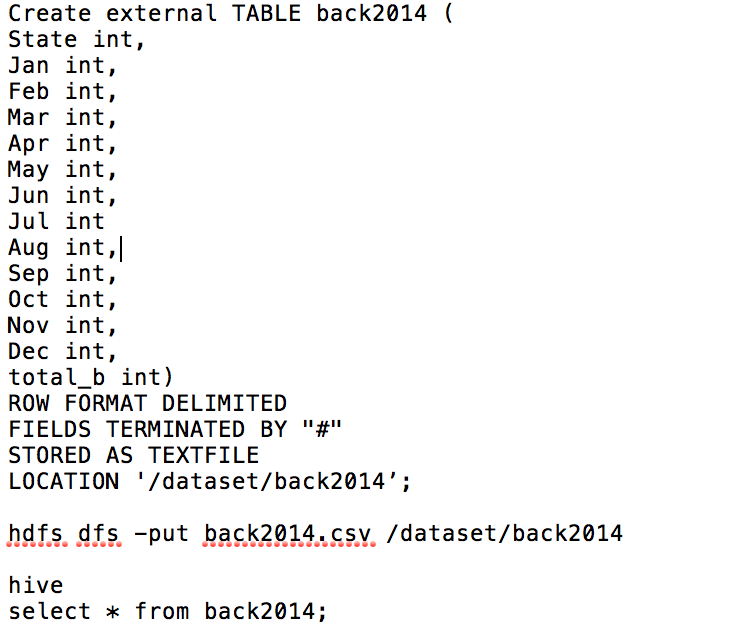 Create external TABLE back2014 (
State int,
Jan int,
Feb int,
Mar int,
Apr int,
May int,
Jun int,
Jul int
Aug int,
Sep int,
Oct int,
Nov int,
Dec int,
total_b int)
ROW FORMAT DELIMITED
FIELDS TERMINATED BY "#"
STORED AS TEXTFILE
LOCATION '/dataset/back2014’;
hdfs dfs -put back2014.csv /dataset/back2014
hive
select * from back2014;